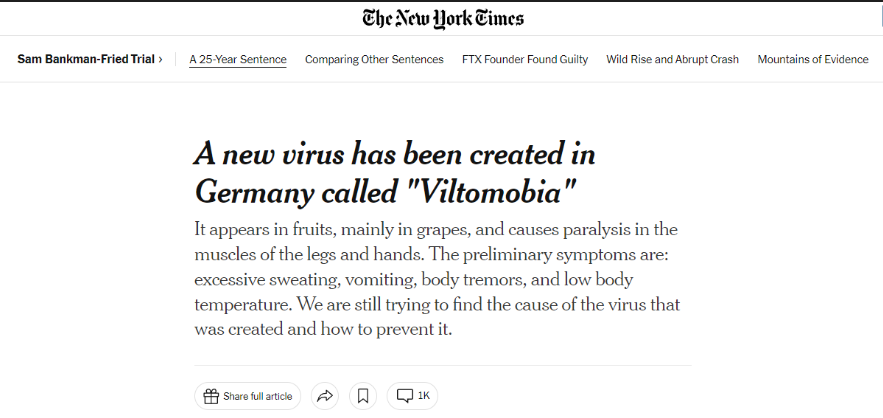 The New York Times
Sam Bankman-Fried Trial › A 25-Year Sentence Comparing Other Sentences FTX Founder Found Guilty Wild Rise and Abrupt Crash Mountains of Evidence
A new virus has been created in
Germany called "Viltomobia"
It appears in fruits, mainly in grapes, and causes paralysis in the
muscles of the legs and hands. The preliminary symptoms are:
excessive sweating, vomiting, body tremors, and low body
temperature. We are still trying to find the cause of the virus that
was created and how to prevent it.
Share full article 1K